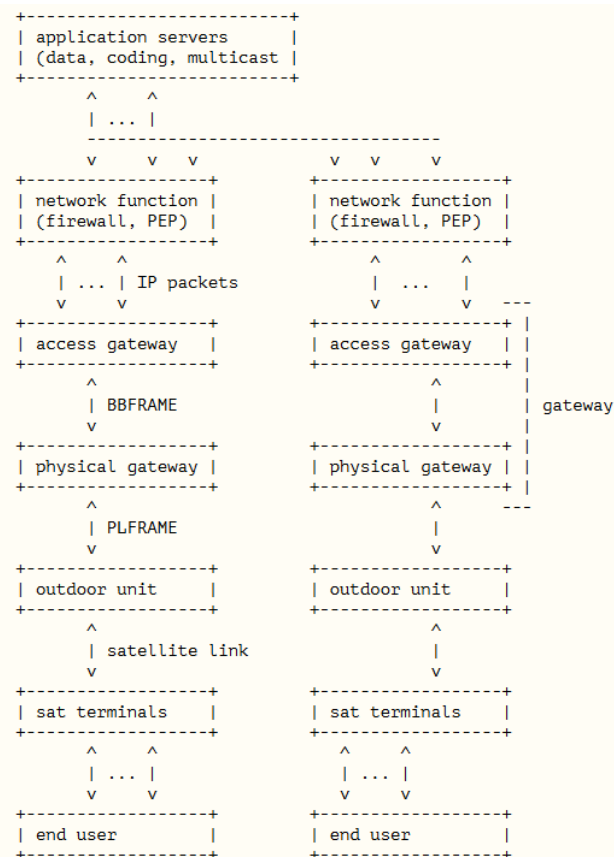 +--------------------------+
| application servers      |
| (data, coding, multicast |
+--------------------------+
       ^     ^
       | ... |
       -----------------------------------
       v     v   v             v   v     v
+------------------+         +------------------+
| network function |         | network function |
| (firewall, PEP)  |         | (firewall, PEP)  |
+------------------+         +------------------+
    ^     ^                        ^        ^
    | ... | IP packets             |  ...   |
    v     v                        v        v   ---
+------------------+         +------------------+ |
| access gateway   |         | access gateway   | |
+------------------+         +------------------+ |
       ^                                 ^        |
       | BBFRAME                         |        | gateway
       v                                 v        |
+------------------+         +------------------+ |
| physical gateway |         | physical gateway | |
+------------------+         +------------------+ |
       ^                                 ^      ---
       | PLFRAME                         |
       v                                 v
+------------------+         +------------------+
| outdoor unit     |         | outdoor unit     |
+------------------+         +------------------+
       ^                                 ^
       | satellite link                  |
       v                                 v
+------------------+         +------------------+
| sat terminals    |         | sat terminals    |
+------------------+         +------------------+
       ^     ^                  ^     ^
       | ... |                  | ... |
       v     v                  v     v
+------------------+         +------------------+
| end user         |         | end user         |
+------------------+         +------------------+